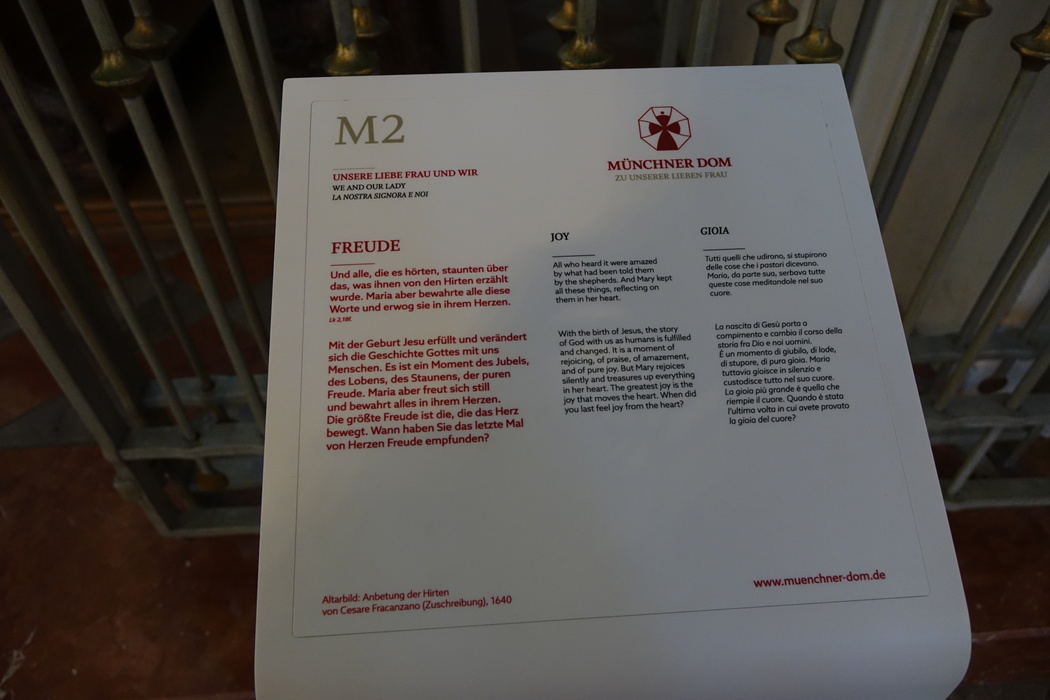 M2
UNSERE LIEBE FRAU UND WIR
WE AND OUR LADY
LA NOSTRA SIGNORA E NOI
MÜNCHNER DOM
ZU UNSERER LIEBEN FRAU
FREUDE
Und alle, die es hörten, staunten über
das, was ihnen von den Hirten erzählt
wurde. Maria aber bewahrte alle diese
Worte und erwog sie in ihrem Herzen.
Lk 2,18f.
Mit der Geburt Jesu erfüllt und verändert
sich die Geschichte Gottes mit uns
Menschen. Es ist ein Moment des Jubels,
des Lobens, des Staunens, der puren
Freude. Maria aber freut sich still
und bewahrt alles in ihrem Herzen.
Die größte Freude ist die, die das Herz
bewegt. Wann haben Sie das letzte Mal
von Herzen Freude empfunden?
JOY
All who heard it were amazed
by what had been told them
by the shepherds. And Mary kept
all these things, reflecting on
them in her heart.
With the birth of Jesus, the story
of God with us as humans is fulfilled
and changed. It is a moment of
rejoicing, of praise, of amazement,
and of pure joy. But Mary rejoices
silently and treasures up everything
in her heart. The greatest joy is the
joy that moves the heart. When did
you last feel joy from the heart?
GIOIA
Tutti quelli che udirono, si stupirono
delle cose che i pastori dicevano.
Maria, da parte sua, serbava tutte
queste cose meditandole nel suo
cuore.
La nascita di Gesù porta a
compimento e cambia il corso della
storia fra Dio e noi uomini.
È un momento di giubilo, di lode,
di stupore, di pura gioia. Maria
tuttavia gioisce in silenzio e
custodisce tutto nel suo cuore.
La gioia più grande è quella che
riempie il cuore. Quando è stata
l'ultima volta in cui avete provato
la gioia del cuore?
Altarbild: Anbetung der Hirten
von Cesare Fracanzano (Zuschreibung), 1640
www.muenchner-dom.de